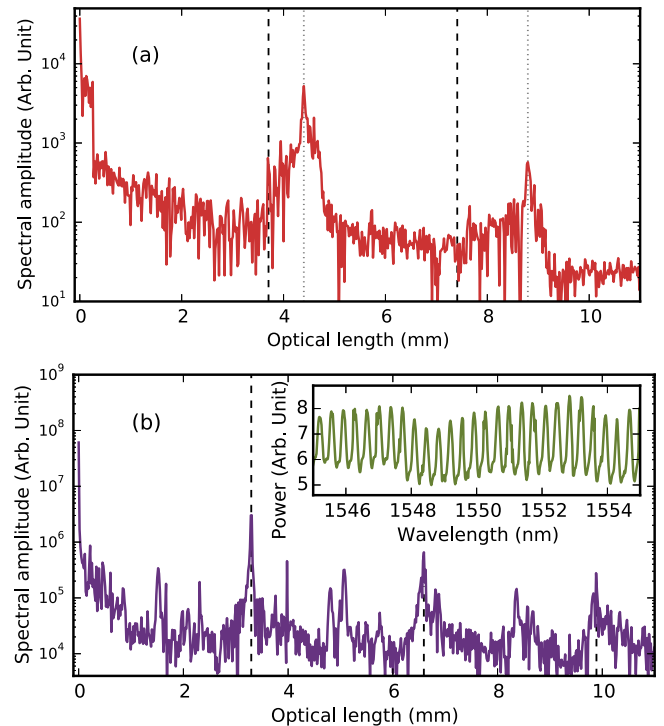 (a)
Spectral amplitude (Arb. Unit)
10⁴
10³
10²
10¹
0 2 4 6 8 10
Optical length (mm)
(b)
Spectral amplitude (Arb. Unit)
10⁹
10⁸
10⁷
10⁶
10⁵
10⁴
Power (Arb. Unit)
8
7
6
5
1546 1548 1550 1552 1554
Wavelength (nm)
0 2 4 6 8 10
Optical length (mm)